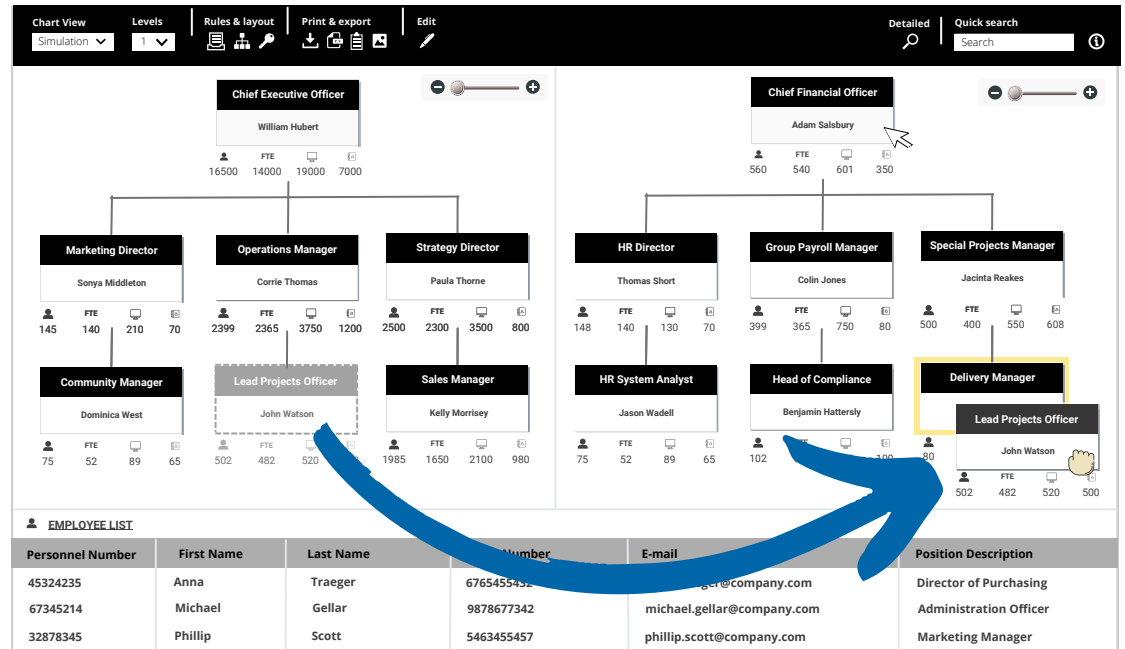 Chart View Levels Rules & layout Print & export Edit Detailed Quick search
Simulation 1 Search
Chief Executive Officer
William Hubert
FTE
16500 14000 19000 7000
Marketing Director
Sonya Middleton
FTE
145 140 210 70
Operations Manager
Corrie Thomas
FTE
2399 2365 3750 1200
Strategy Director
Paula Thorne
FTE
2500 2300 3500 800
Community Manager
Dominica West
FTE
75 52 89 65
Lead Projects Officer
John Watson
FTE
502 482 520
Sales Manager
Kelly Morrisey
FTE
1985 1650 2100 980
Chief Financial Officer
Adam Salsbury
FTE
560 540 601 350
HR Director
Thomas Short
FTE
148 140 130 70
Group Payroll Manager
Colin Jones
FTE
399 365 750 80
Special Projects Manager
Jacinta Reakes
FTE
500 400 550 608
HR System Analyst
Jason Wadell
FTE
75 52 89 65
Head of Compliance
Benjamin Hattersly
FTE
102 100
Delivery Manager
80
Lead Projects Officer
John Watson
FTE
502 482 520 500
EMPLOYEE LIST
Personnel Number First Name Last Name Number E-mail Position Description
45324235 Anna Traeger 6765455432 @company.com Director of Purchasing
67345214 Michael Gellar 9878677342 michael.gellar@company.com Administration Officer
32878345 Phillip Scott 5463455457 phillip.scott@company.com Marketing Manager